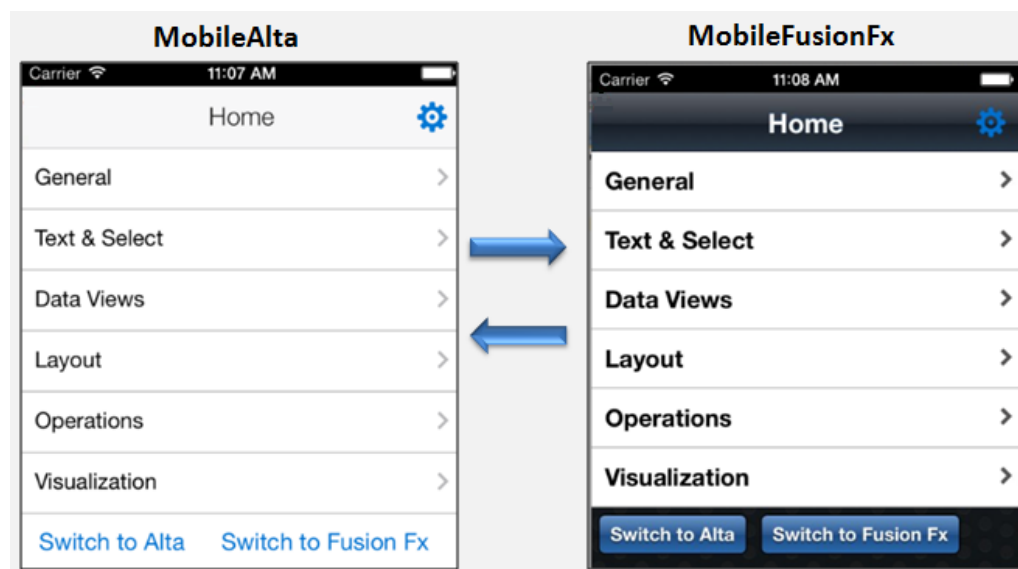 MobileAlta
Carrier 11:07 AM
Home
General
Text & Select
Data Views
Layout
Operations
Visualization
Switch to Alta Switch to Fusion Fx
MobileFusionFx
Carrier 11:08 AM
Home
General
Text & Select
Data Views
Layout
Operations
Visualization
Switch to Alta Switch to Fusion Fx